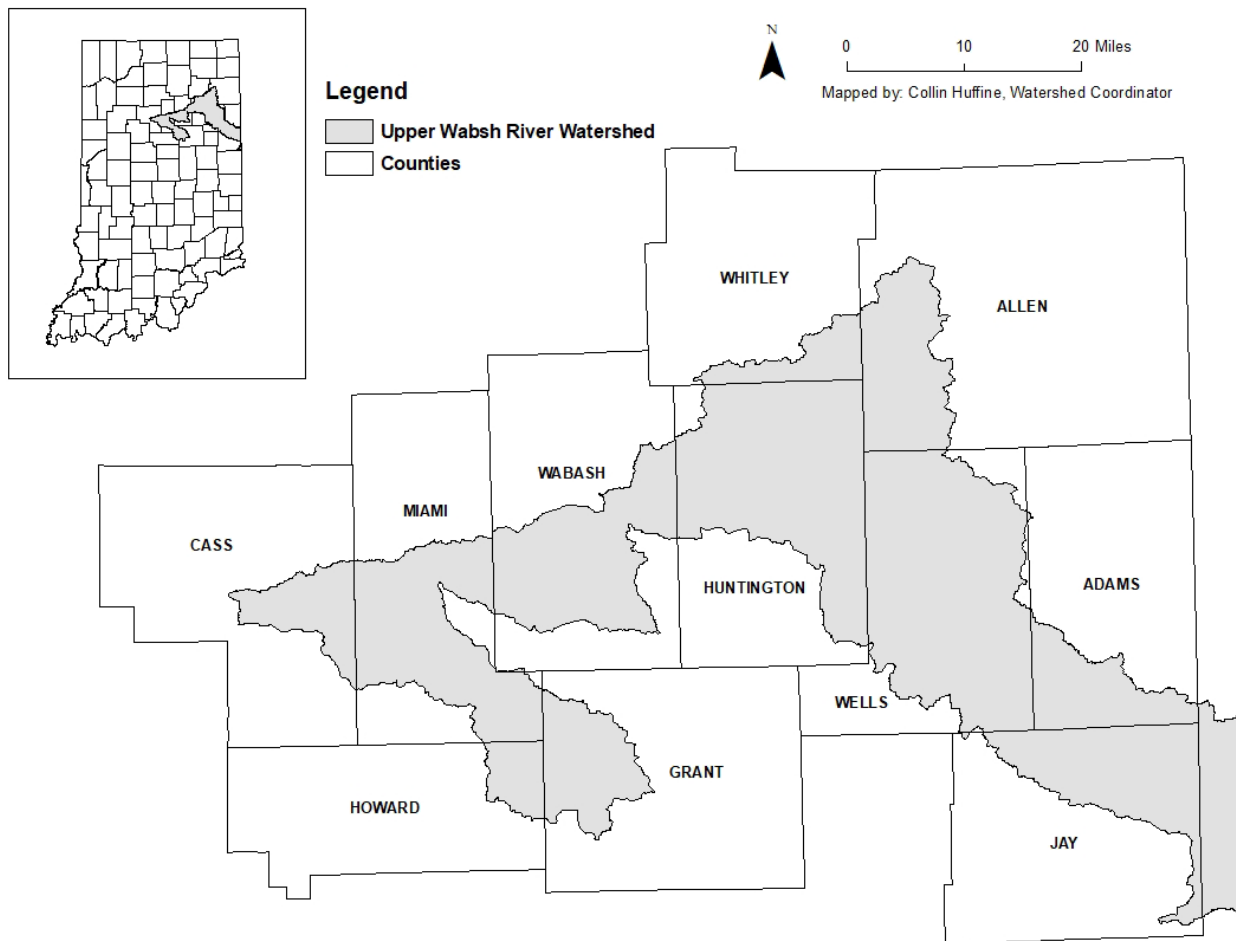 N
0 10 20 Miles
Mapped by: Collin Huffine, Watershed Coordinator
Legend
Upper Wabsh River Watershed
Counties
WHITLEY
ALLEN
WABASH
MIAMI
CASS
HUNTINGTON
ADAMS
WELLS
GRANT
HOWARD
JAY